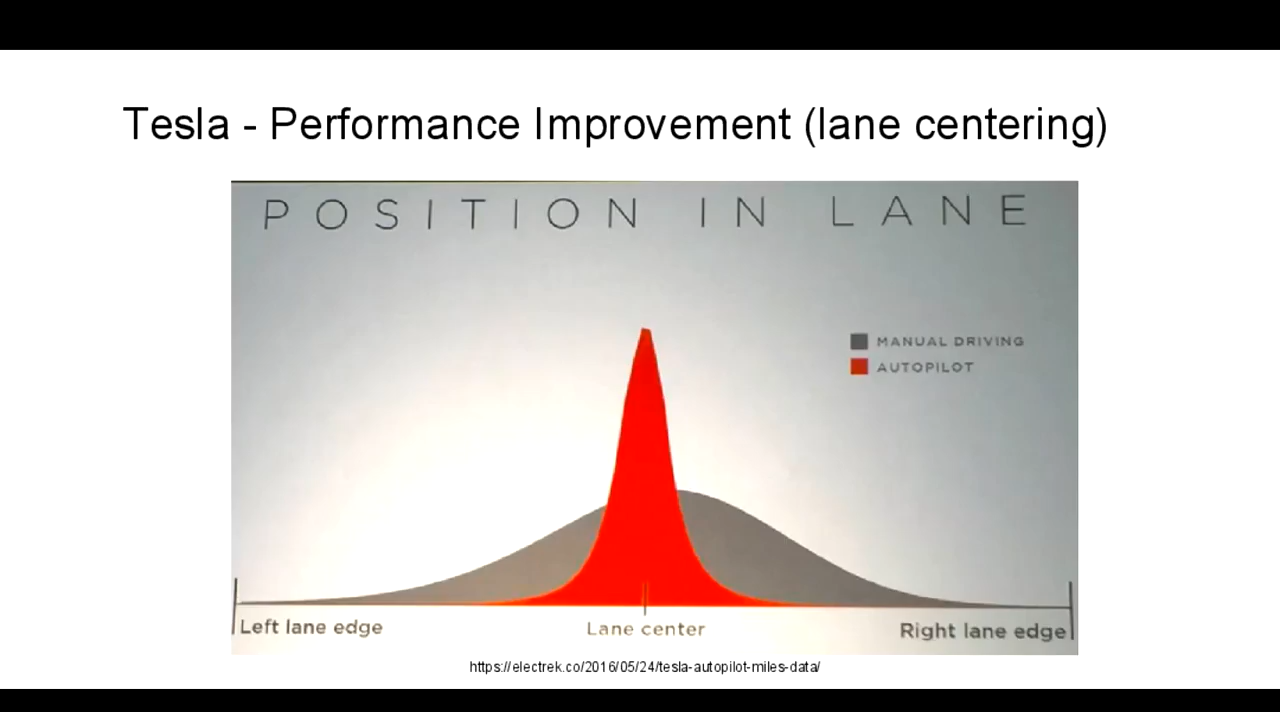 Tesla - Performance Improvement (lane centering)
POSITION IN LANE
MANUAL DRIVING
AUTOPILOT
Left lane edge
Lane center
Right lane edge
https://electrek.co/2016/05/24/tesla-autopilot-miles-data/